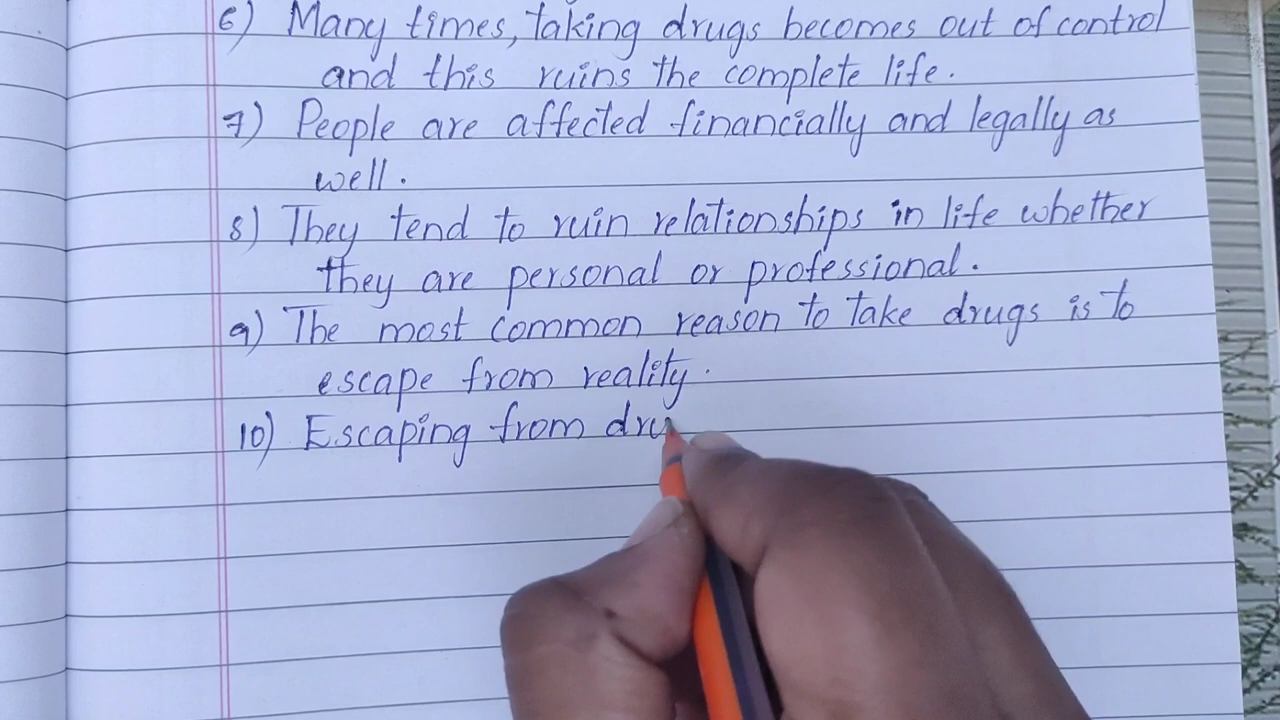 6) Many times, taking drugs becomes out of control
and this ruins the complete life.
7) People are affected financially and legally as
well.
8) They tend to ruin relationships in life whether
they are personal or professional.
9) The most common reason to take drugs is to
escape from reality.
10) Escaping from dru